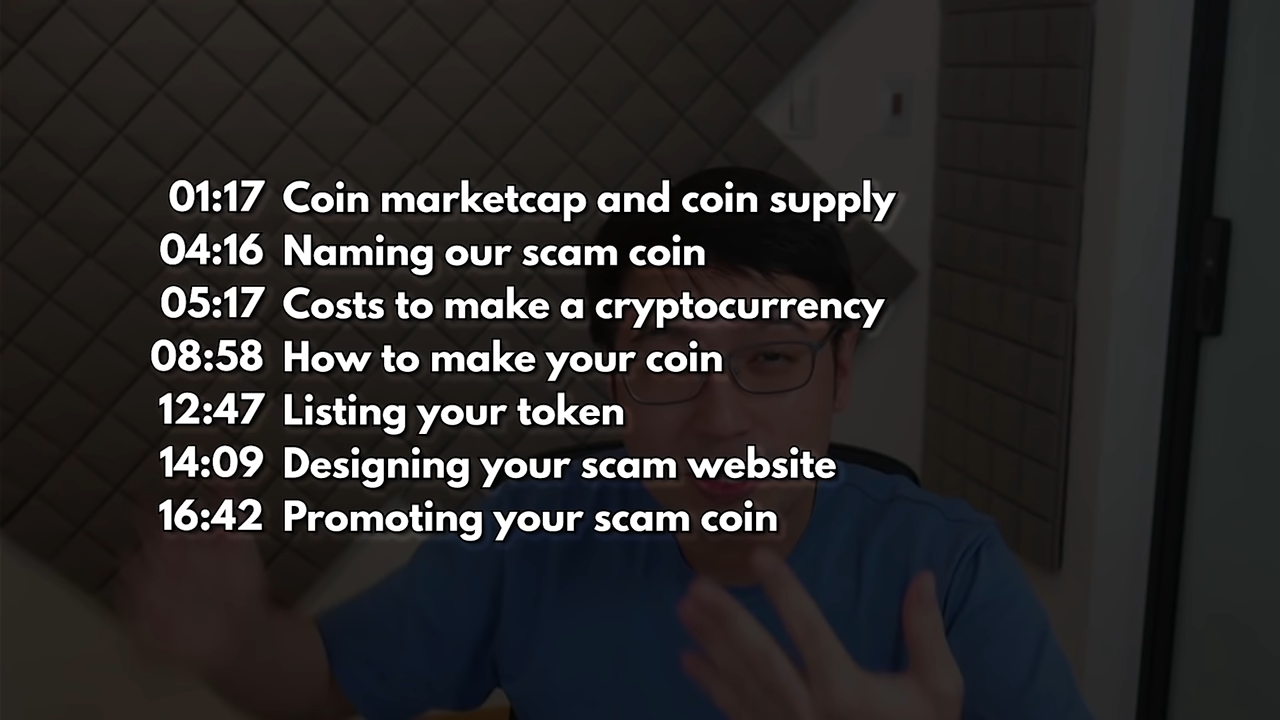 01:17 Coin marketcap and coin supply
04:16 Naming our scam coin
05:17 Costs to make a cryptocurrency
08:58 How to make your coin
12:47 Listing your token
14:09 Designing your scam website
16:42 Promoting your scam coin